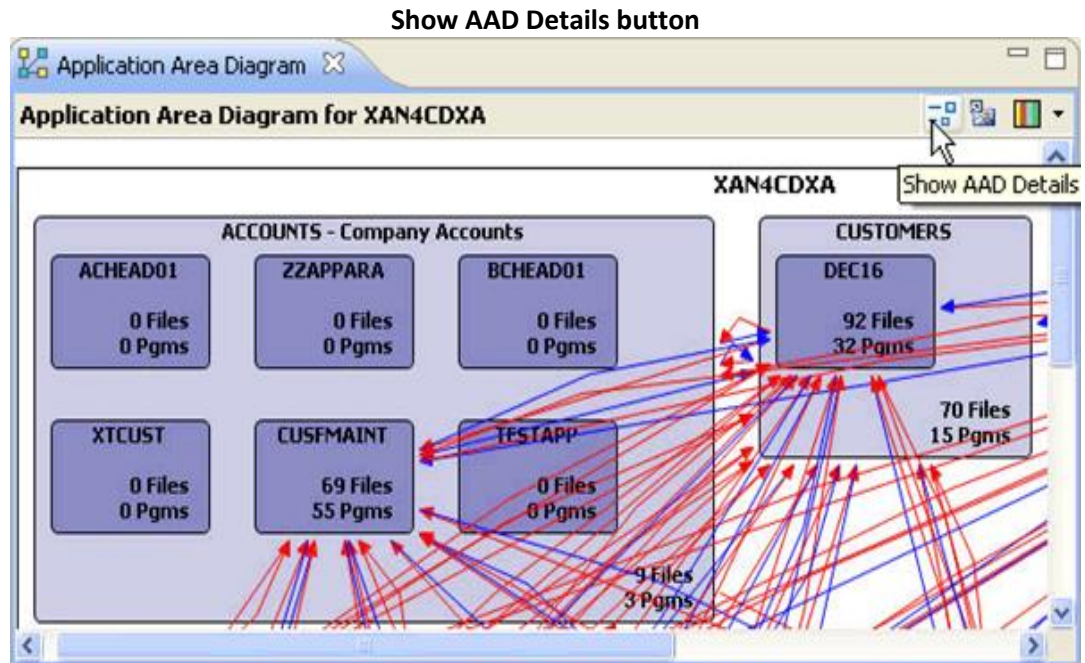 Show AAD Details button
Application Area Diagram
Application Area Diagram for XAN4CDXA
Show AAD Details
XAN4CDXA
ACCOUNTS - Company Accounts
ACHEAD01
0 Files
0 Pgms
ZZAPPARA
0 Files
0 Pgms
BCHEAD01
0 Files
0 Pgms
XTCUST
0 Files
0 Pgms
CUSFMAINT
69 Files
55 Pgms
TESTAPP
0 Files
0 Pgms
9 Files
3 Pgms
CUSTOMERS
DEC16
92 Files
32 Pgms
70 Files
15 Pgms